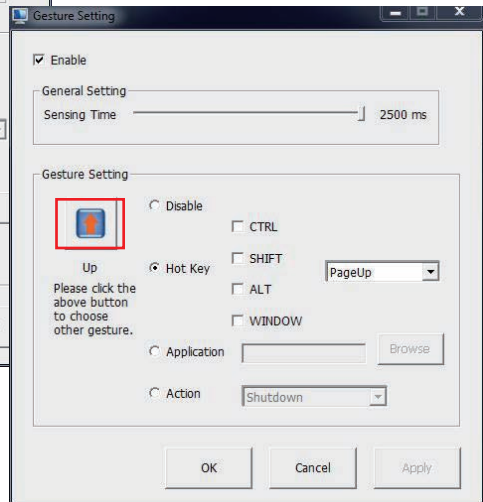 Gesture Setting
Enable
General Setting
Sensing Time 2500 ms
Gesture Setting
Disable
CTRL
SHIFT
Up Hot Key PageUp
Please click the
above button
to choose
other gesture.
ALT
WINDOW
Application Browse
Action Shutdown
OK Cancel Apply